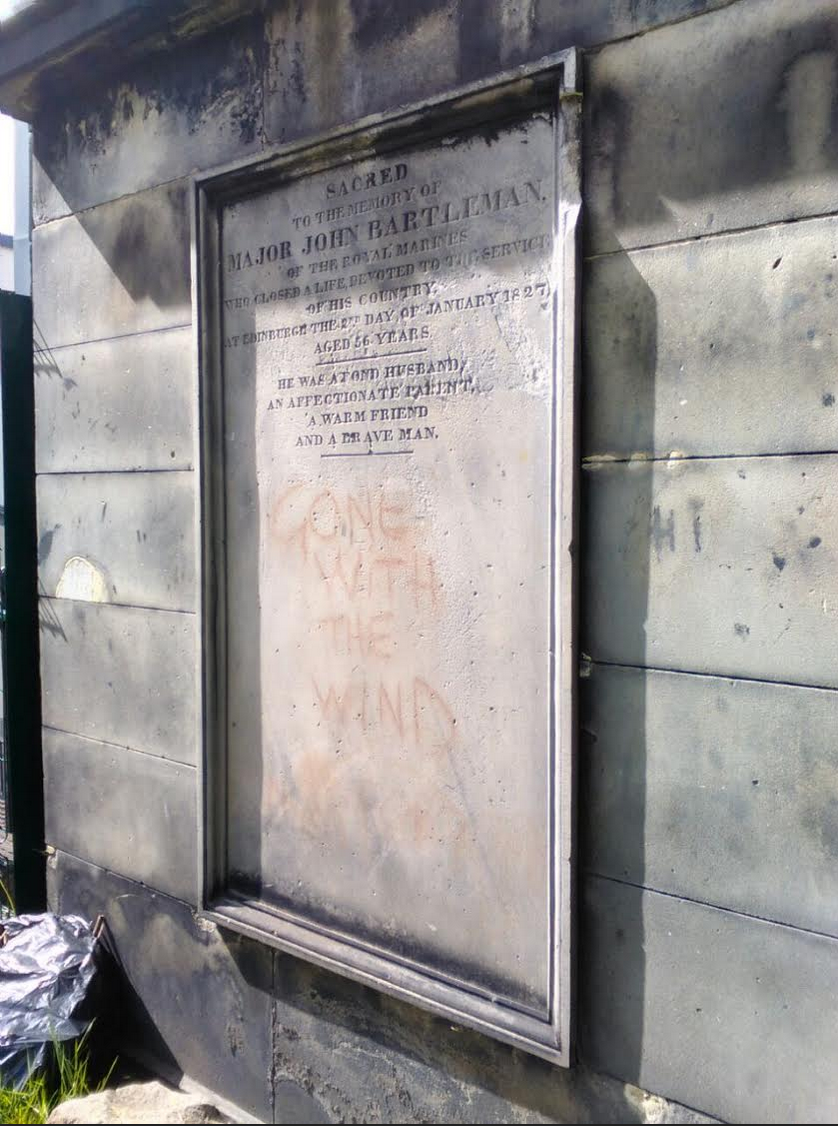 SACRED
TO THE MEMORY OF
MAJOR JOHN BARTLEMAN,
OF THE ROYAL MARINES
WHO CLOSED A LIFE, DEVOTED TO THE SERVICE
OF HIS COUNTRY,
AT EDINBURGH THE 2ND DAY, OF JANUARY 1827,
AGED 56 YEARS.
HE WAS A FOND HUSBAND,
AN AFFECTIONATE PARENT,
A WARM FRIEND
AND A BRAVE MAN.
GONE
WITH
THE
WIND
HI